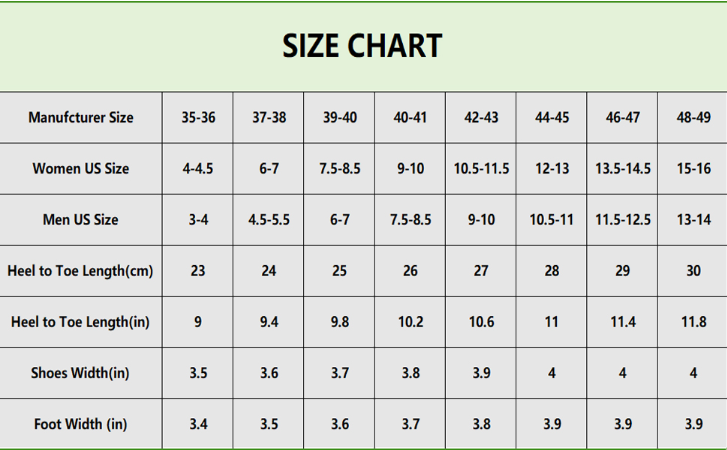 SIZE CHART
Manufcturer Size 35-36 37-38 39-40 40-41 42-43 44-45 46-47 48-49
Women US Size 4-4.5 6-7 7.5-8.5 9-10 10.5-11.5 12-13 13.5-14.5 15-16
Men US Size 3-4 4.5-5.5 6-7 7.5-8.5 9-10 10.5-11 11.5-12.5 13-14
Heel to Toe Length(cm) 23 24 25 26 27 28 29 30
Heel to Toe Length(in) 9 9.4 9.8 10.2 10.6 11 11.4 11.8
Shoes Width(in) 3.5 3.6 3.7 3.8 3.9 4 4 4
Foot Width (in) 3.4 3.5 3.6 3.7 3.8 3.9 3.9 3.9